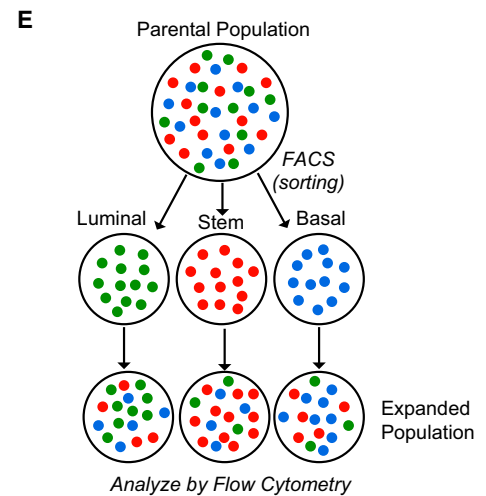 E
Parental Population
FACS
(sorting)
Luminal
Stem
Basal
Expanded
Population
Analyze by Flow Cytometry